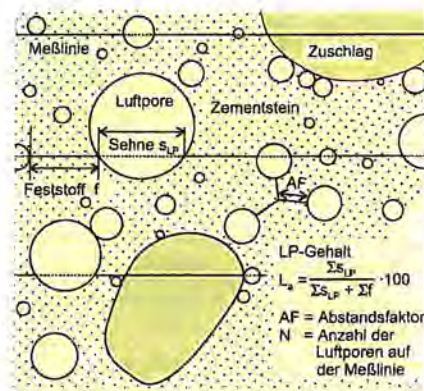 Meßlinie
Zuschlag
Luftpore
Zementstein
Sehne s_LP
AF
Feststoff f
LP-Gehalt
L_a = Σs_LP / (Σs_LP + Σf) · 100
AF = Abstandsfaktor
N = Anzahl der
Luftporen auf
der Meßlinie